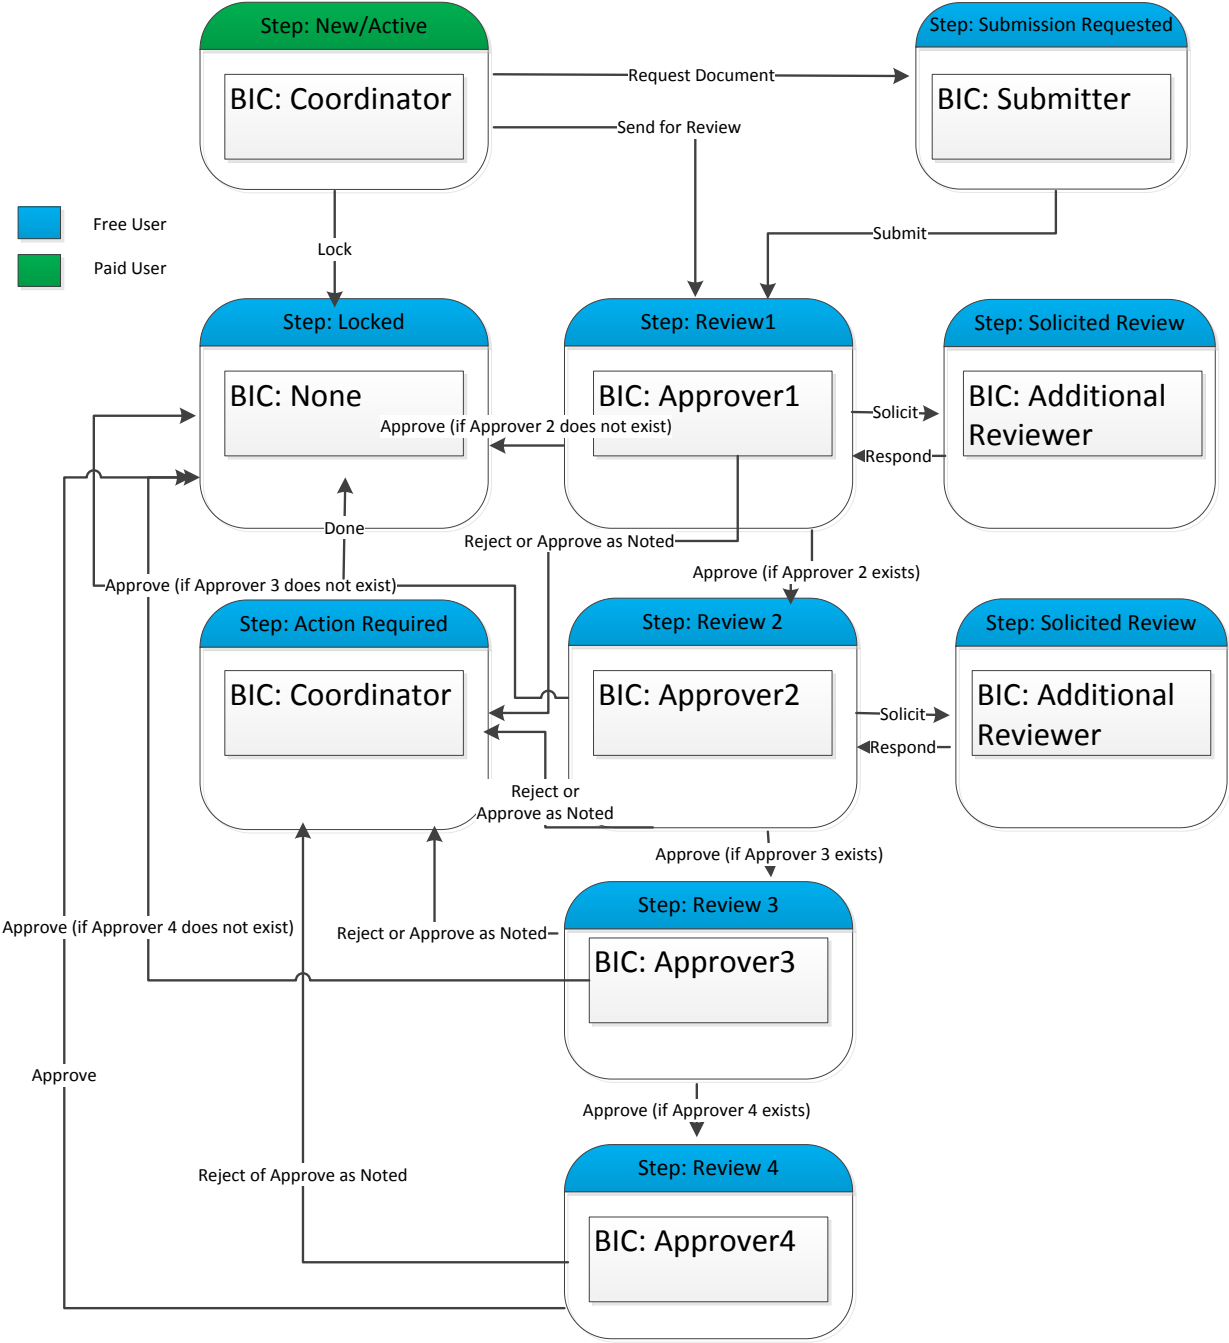 Step: New/Active
Step: Submission Requested
BIC: Coordinator
Request Document
BIC: Submitter
Send for Review
Free User
Paid User
Lock
Submit
Step: Locked
Step: Review1
Step: Solicited Review
BIC: None
BIC: Approver1
BIC: Additional
Reviewer
Approve (if Approver 2 does not exist)
Solicit
Respond
Done
Reject or Approve as Noted
Approve (if Approver 2 exists)
Approve (if Approver 3 does not exist)
Step: Action Required
Step: Review 2
Step: Solicited Review
BIC: Coordinator
BIC: Approver2
BIC: Additional
Reviewer
Solicit
Respond
Reject or
Approve as Noted
Approve (if Approver 3 exists)
Step: Review 3
Approve (if Approver 4 does not exist)
Reject or Approve as Noted
BIC: Approver3
Approve
Approve (if Approver 4 exists)
Step: Review 4
Reject of Approve as Noted
BIC: Approver4